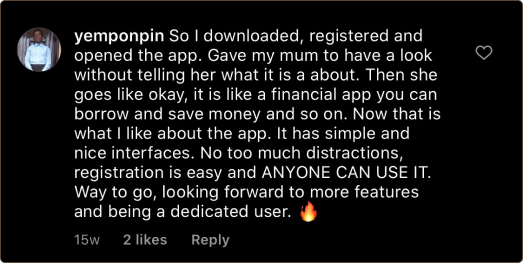 yemponpin So I downloaded, registered and
opened the app. Gave my mum to have a look
without telling her what it is a about. Then she
goes like okay, it is like a financial app you can
borrow and save money and so on. Now that is
what I like about the app. It has simple and
nice interfaces. No too much distractions,
registration is easy and ANYONE CAN USE IT.
Way to go, looking forward to more features
and being a dedicated user. 🔥
15w 2 likes Reply